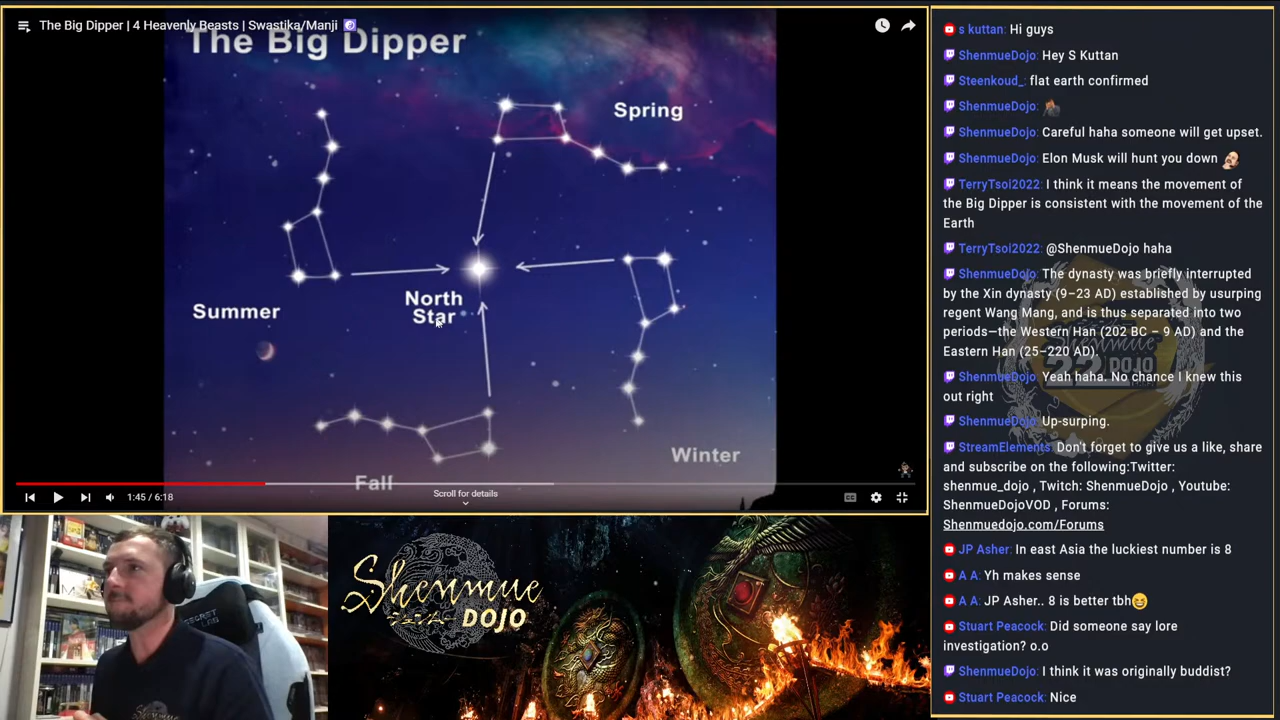 The Big Dipper | 4 Heavenly Beasts | Swastika/Manji
The Big Dipper
Spring
Summer
North
Star
Winter
Fall
1:45 / 6:18
Scroll for details
CC
SECRET
LAB
Shenmue
DOJO
s kuttan: Hi guys
ShenmueDojo: Hey S Kuttan
Steenkoud_: flat earth confirmed
ShenmueDojo:
ShenmueDojo: Careful haha someone will get upset.
ShenmueDojo: Elon Musk will hunt you down
TerryTsoi2022: I think it means the movement of
the Big Dipper is consistent with the movement of the
Earth
TerryTsoi2022: @ShenmueDojo haha
ShenmueDojo: The dynasty was briefly interrupted
by the Xin dynasty (9–23 AD) established by usurping
regent Wang Mang, and is thus separated into two
periods—the Western Han (202 BC – 9 AD) and the
Eastern Han (25–220 AD).
ShenmueDojo: Yeah haha. No chance I knew this
out right
ShenmueDojo: Up-surping.
StreamElements: Don't forget to give us a like, share
and subscribe on the following:Twitter:
shenmue_dojo , Twitch: ShenmueDojo , Youtube:
ShenmueDojoVOD , Forums:
Shenmuedojo.com/Forums
JP Asher: In east Asia the luckiest number is 8
A A: Yh makes sense
A A: JP Asher.. 8 is better tbh
Stuart Peacock: Did someone say lore
investigation? o.o
ShenmueDojo: I think it was originally buddist?
Stuart Peacock: Nice
Shenmue
22 DOJO